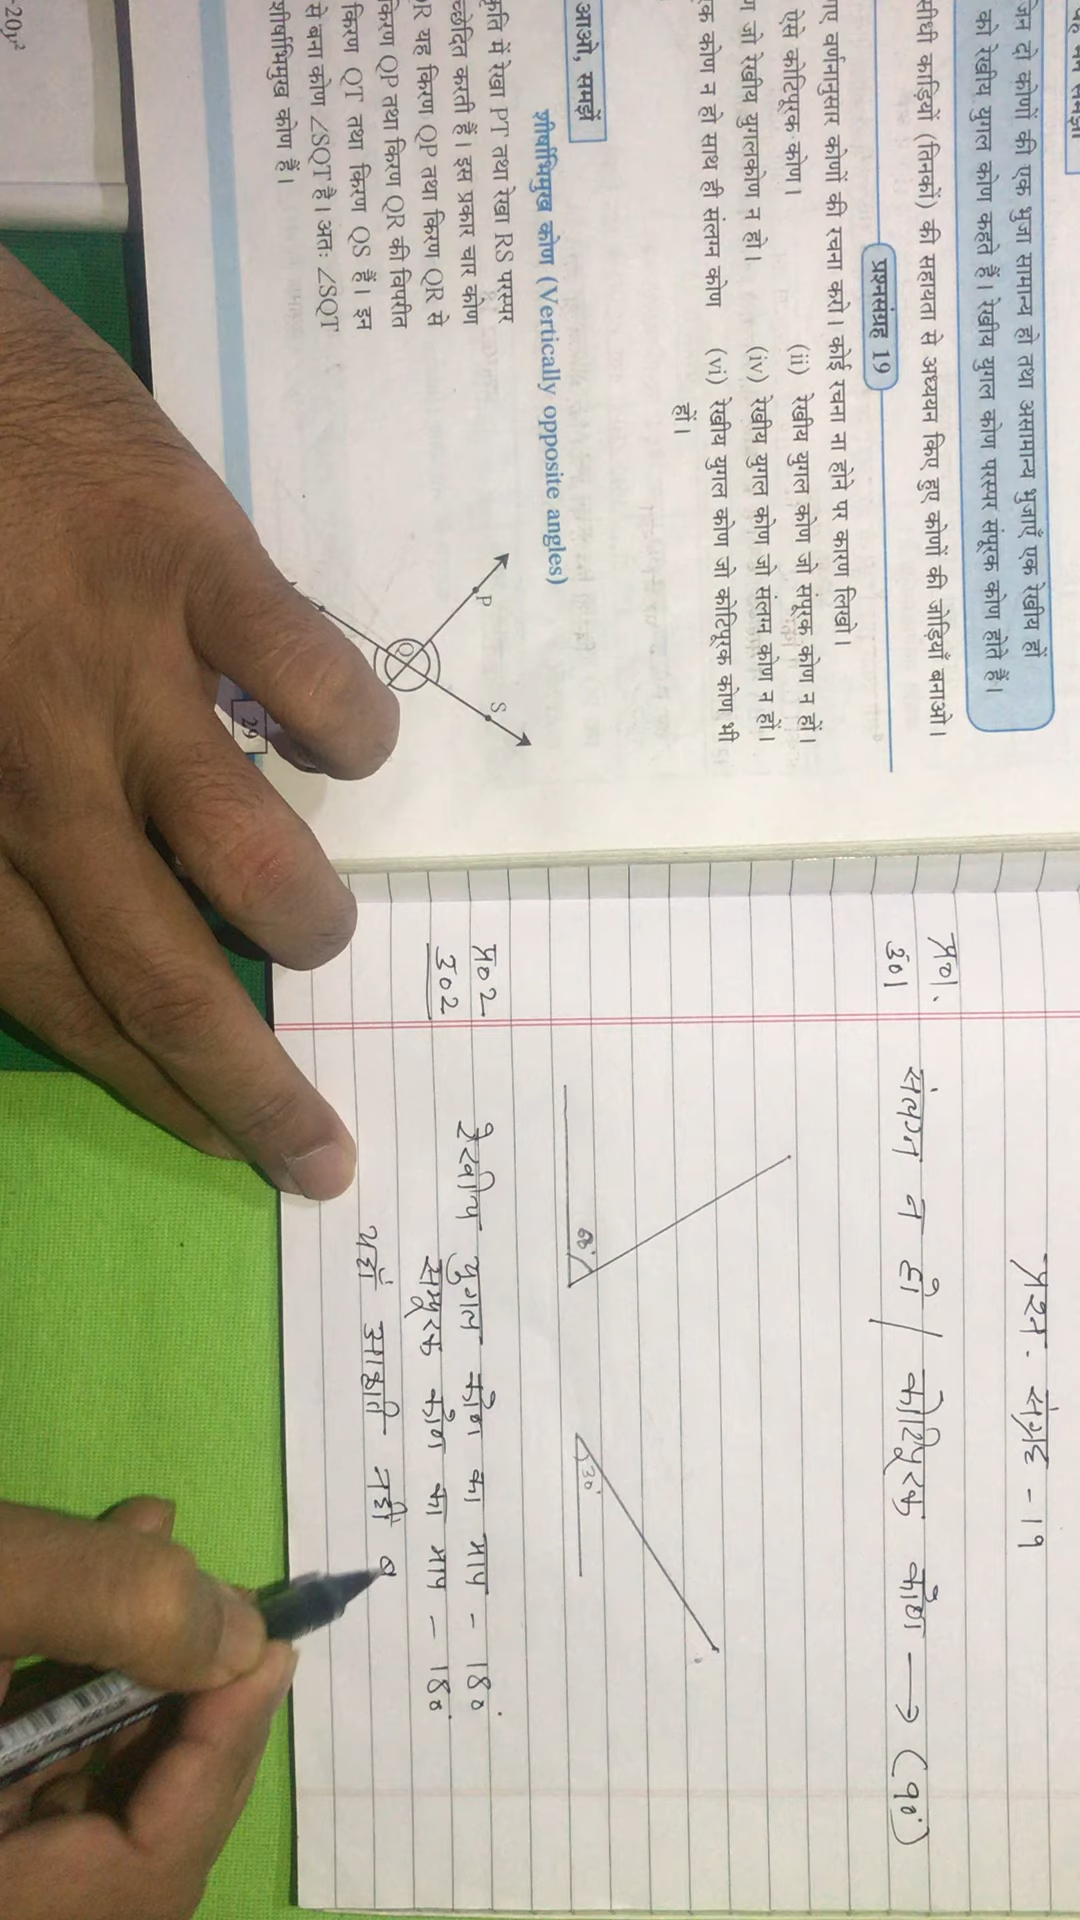 जिन दो कोणों की एक भुजा सामान्य हो तथा असामान्य भुजाएँ एक रेखीय हों
को रेखीय युगल कोण कहते हैं। रेखीय युगल कोण परस्पर संपूरक कोण होते हैं।
सीधी काड़ियों (तिनकों) की सहायता से अध्ययन किए हुए कोणों की जोड़ियाँ बनाओ।
प्रश्नसंग्रह 19
वर्णनानुसार कोणों की रचना करो। कोई रचना ना होने पर कारण लिखो।
ऐसे कोटिपूरक कोण।
(ii) रेखीय युगल कोण जो संपूरक कोण न हों।
जो रेखीय युगलकोण न हो।
(iv) रेखीय युगल कोण जो संलग्न कोण न हों।
कोण न हो साथ ही संलग्न कोण
(vi) रेखीय युगल कोण जो कोटिपूरक कोण भी
हों।
आओ, समझें
शीर्षाभिमुख कोण (Vertically opposite angles)
कृति में रेखा PT तथा रेखा RS परस्पर
च्छेदित करती हैं। इस प्रकार चार कोण
QR यह किरण QP तथा किरण QR से
किरण QP तथा किरण QR की विपरीत
किरण QT तथा किरण QS हैं। इन
से बना कोण ∠SQT है। अतः ∠SQT
शीर्षाभिमुख कोण हैं।
P
S
Q
29
-20y²
प्रश्न. संग्रह - 19
प्र०1.
उ०1 संलग्न न हो / कोटिपूरक कोण → (90°)
60°
30°
प्र०2
उ०2
रेखीय युगल कोण का माप - 180°
सम्पूरक कोण का माप - 180°
यहाँ आकृति नहीं ब